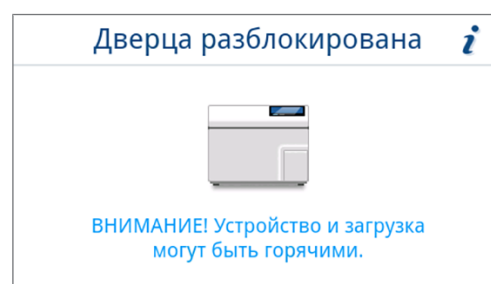 Дверца разблокирована
i
ВНИМАНИЕ! Устройство и загрузка
могут быть горячими.